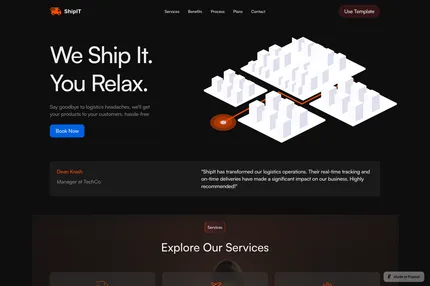 ShipIT
Services
Benefits
Process
Plans
Contact
Use Template
We Ship It.
You Relax.
Say goodbye to logistics headaches, we'll get
your products to your customers, hassle free
Book Now
Dean Kresh
Manager at TechCo
"ShipIt has transformed our logistics operations. Their real-time tracking and
on-time deliveries have made a significant impact on our business. Highly
recommended!"
Services
Explore Our Services
Made in Framer